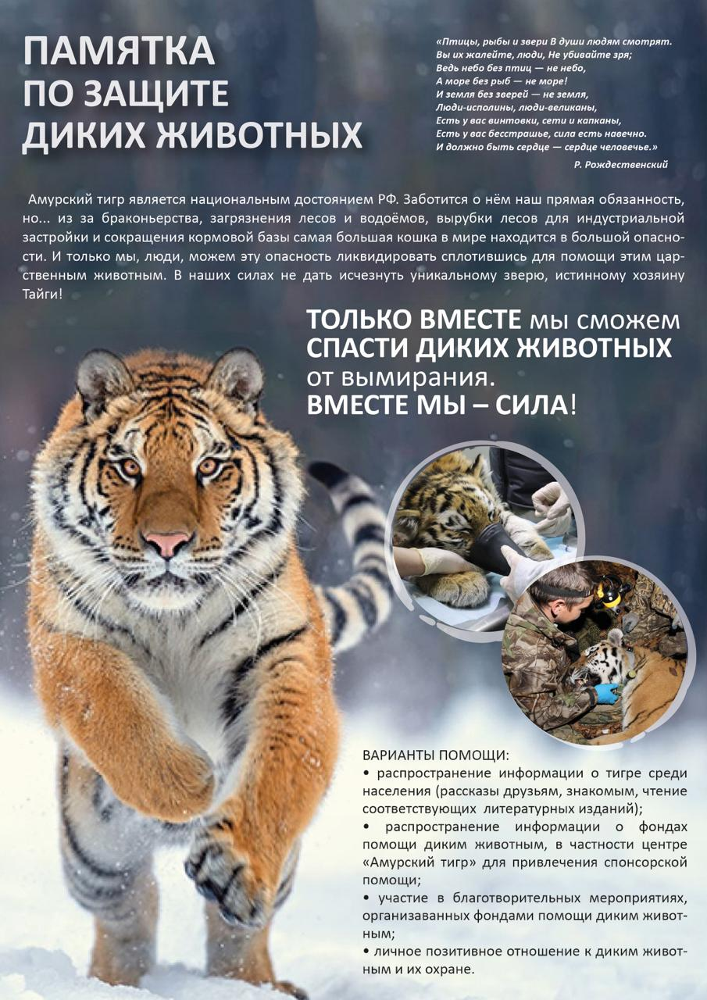 ПАМЯТКА
ПО ЗАЩИТЕ
ДИКИХ ЖИВОТНЫХ
«Птицы, рыбы и звери В души людям смотрят.
Вы их жалейте, люди, Не убивайте зря;
Ведь небо без птиц — не небо,
А море без рыб — не море!
И земля без зверей — не земля,
Люди-исполины, люди-великаны,
Есть у вас винтовки, сети и капканы,
Есть у вас бесстрашье, сила есть навечно.
И должно быть сердце — сердце человечье.»
Р. Рождественский
Амурский тигр является национальным достоянием РФ. Заботится о нём наш прямая обязанность,
но... из за браконьерства, загрязнения лесов и водоёмов, вырубки лесов для индустриальной
застройки и сокращения кормовой базы самая большая кошка в мире находится в большой опасно-
сти. И только мы, люди, можем эту опасность ликвидировать сплотившись для помощи этим цар-
ственным животным. В наших силах не дать исчезнуть уникальному зверю, истинному хозяину
Тайги!
ТОЛЬКО ВМЕСТЕ мы сможем
СПАСТИ ДИКИХ ЖИВОТНЫХ
от вымирания.
ВМЕСТЕ МЫ – СИЛА!
ВАРИАНТЫ ПОМОЩИ:
• распространение информации о тигре среди
населения (рассказы друзьям, знакомым, чтение
соответствующих литературных изданий);
• распространение информации о фондах
помощи диким животным, в частности центре
«Амурский тигр» для привлечения спонсорской
помощи;
• участие в благотворительных мероприятиях,
организаванных фондами помощи диким живот-
ным;
• личное позитивное отношение к диким живот-
ным и их охране.